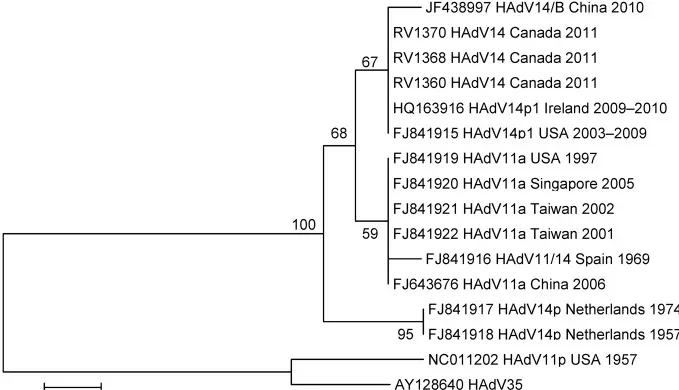 JF438997 HAdV14/B China 2010
RV1370 HAdV14 Canada 2011
67
RV1368 HAdV14 Canada 2011
RV1360 HAdV14 Canada 2011
HQ163916 HAdV14p1 Ireland 2009–2010
68
FJ841915 HAdV14p1 USA 2003–2009
FJ841919 HAdV11a USA 1997
FJ841920 HAdV11a Singapore 2005
FJ841921 HAdV11a Taiwan 2002
100
59
FJ841922 HAdV11a Taiwan 2001
FJ841916 HAdV11/14 Spain 1969
FJ643676 HAdV11a China 2006
FJ841917 HAdV14p Netherlands 1974
95
FJ841918 HAdV14p Netherlands 1957
NC011202 HAdV11p USA 1957
AY128640 HAdV35